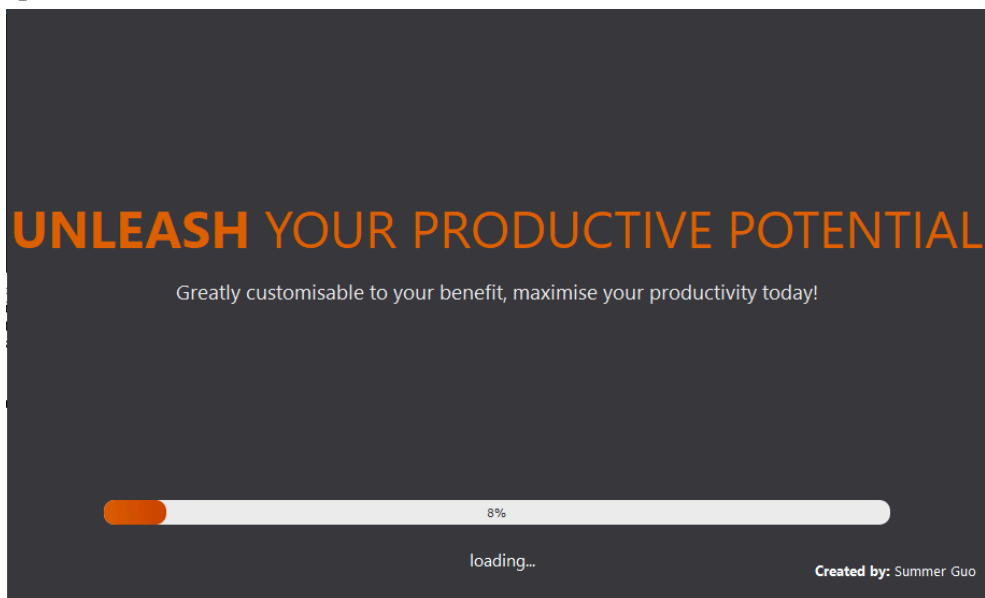 UNLEASH YOUR PRODUCTIVE POTENTIAL
Greatly customisable to your benefit, maximise your productivity today!
8%
loading...
Created by: Summer Guo